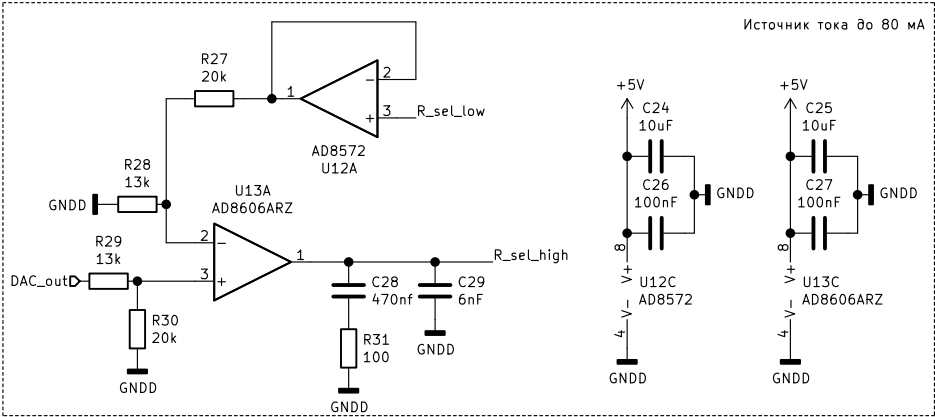 Источник тока до 80 мА
R27
20k
1
2
3
R_sel_low
AD8572
U12A
R28
13k
GNDD
U13A
AD8606ARZ
R29
13k
DAC_out
2
3
1
R_sel_high
R30
20k
GNDD
C28
470nf
C29
6nF
R31
100
GNDD
GNDD
+5V
C24
10uF
C26
100nF
GNDD
8
V+
U12C
AD8572
V-
4
GNDD
+5V
C25
10uF
C27
100nF
GNDD
8
V+
U13C
AD8606ARZ
V-
4
GNDD